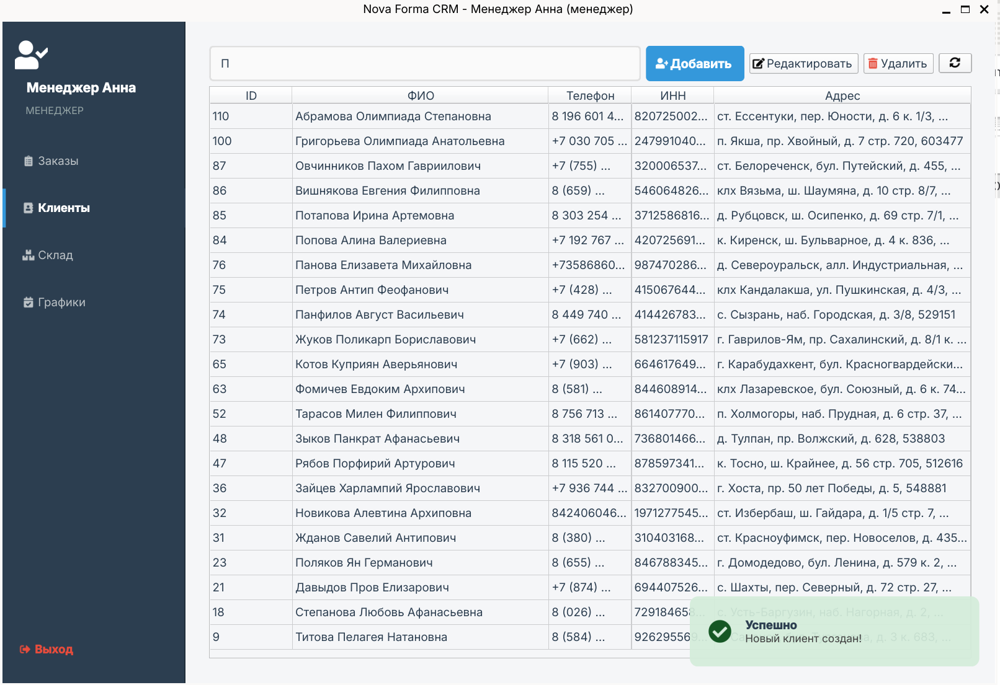 Nova Forma CRM - Менеджер Анна (менеджер)
Менеджер Анна
МЕНЕДЖЕР
Заказы
Клиенты
Склад
Графики
Выход
П
Добавить
Редактировать
Удалить
ID ФИО Телефон ИНН Адрес
110 Абрамова Олимпиада Степановна 8 196 601 4... 820725002... ст. Ессентуки, пер. Юности, д. 6 к. 1/3, ...
100 Григорьева Олимпиада Анатольевна +7 030 705 ... 247991040... п. Якша, пр. Хвойный, д. 7 стр. 720, 603477
87 Овчинников Пахом Гавриилович +7 (755) ... 320006537... ст. Белореченск, бул. Путейский, д. 455, ...
86 Вишнякова Евгения Филипповна 8 (659) ... 546064826... клх Вязьма, ш. Шаумяна, д. 10 стр. 8/7, ...
85 Потапова Ирина Артемовна 8 303 254 ... 3712586816... д. Рубцовск, ш. Осипенко, д. 69 стр. 7/1, ...
84 Попова Алина Валериевна +7 192 767 ... 420725691... к. Киренск, ш. Бульварное, д. 4 к. 836, ...
76 Панова Елизавета Михайловна +73586860... 987470286... д. Североуральск, алл. Индустриальная, ...
75 Петров Антип Феофанович +7 (428) ... 415067644... клх Кандалакша, ул. Пушкинская, д. 4/3, ...
74 Панфилов Август Васильевич 8 449 740 ... 414426783... с. Сызрань, наб. Городская, д. 3/8, 529151
73 Жуков Поликарп Бориславович +7 (662) ... 581237115917 г. Гаврилов-Ям, пр. Сахалинский, д. 8/1 к. ...
65 Котов Куприян Аверьянович +7 (903) ... 664617649... г. Карабудахкент, бул. Красногвардейски...
63 Фомичев Евдоким Архипович 8 (581) ... 844608914... клх Лазаревское, бул. Союзный, д. 6 к. 74...
52 Тарасов Милен Филиппович 8 756 713 ... 861407770... п. Холмогоры, наб. Прудная, д. 6 стр. 37, ...
48 Зыков Панкрат Афанасьевич 8 318 561 0... 736801466... д. Тулпан, пр. Волжский, д. 628, 538803
47 Рябов Порфирий Артурович 8 115 520 ... 878597341... к. Тосно, ш. Крайнее, д. 56 стр. 705, 512616
36 Зайцев Харлампий Ярославович +7 936 744 ... 832700900... г. Хоста, пр. 50 лет Победы, д. 5, 548881
32 Новикова Алевтина Архиповна 842406046... 1971277545... ст. Избербаш, ш. Гайдара, д. 1/5 стр. 7, ...
31 Жданов Савелий Антипович 8 (380) ... 310403168... ст. Красноуфимск, пер. Новоселов, д. 435...
23 Поляков Ян Германович 8 (655) ... 846788345... г. Домодедово, бул. Ленина, д. 579 к. 2, ...
21 Давыдов Пров Елизарович +7 (874) ... 694407526... с. Шахты, пер. Северный, д. 72 стр. 27, ...
18 Степанова Любовь Афанасьевна 8 (026) ... 729184658... с. Усть-Баргузин, наб. Нагорная, д. 2, ...
9 Титова Пелагея Натановна 8 (584) ... 926295569... д. 3 к. 683, ...
Успешно
Новый клиент создан!